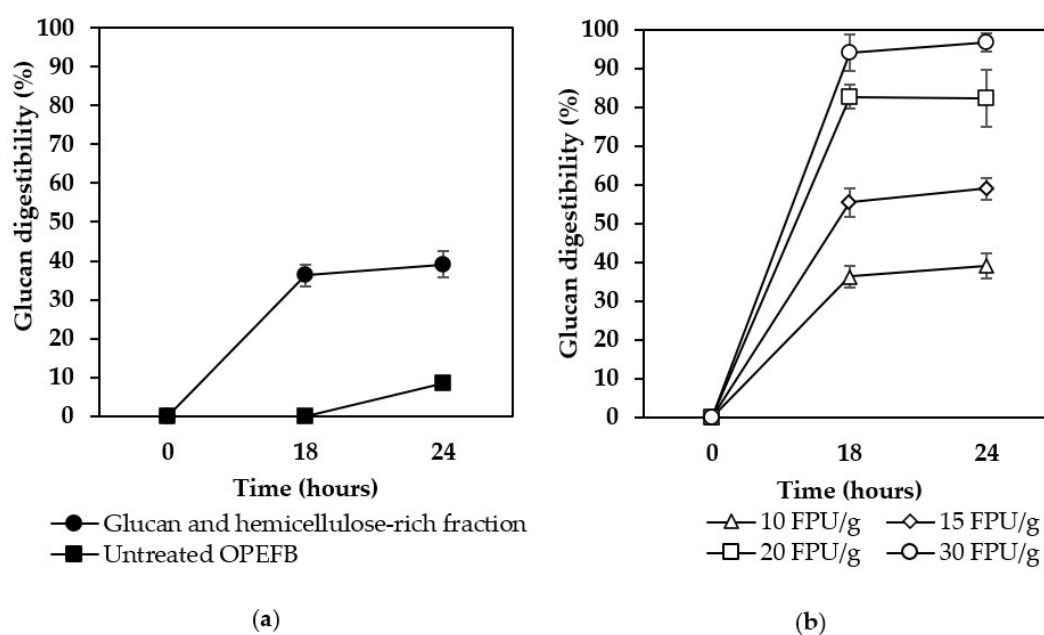 Glucan digestibility (%)
100
90
80
70
60
50
40
30
20
10
0
0 18 24
Time (hours)
Glucan and hemicellulose-rich fraction
Untreated OPEFB
(a)
Glucan digestibility (%)
100
90
80
70
60
50
40
30
20
10
0
0 18 24
Time (hours)
10 FPU/g 15 FPU/g
20 FPU/g 30 FPU/g
(b)